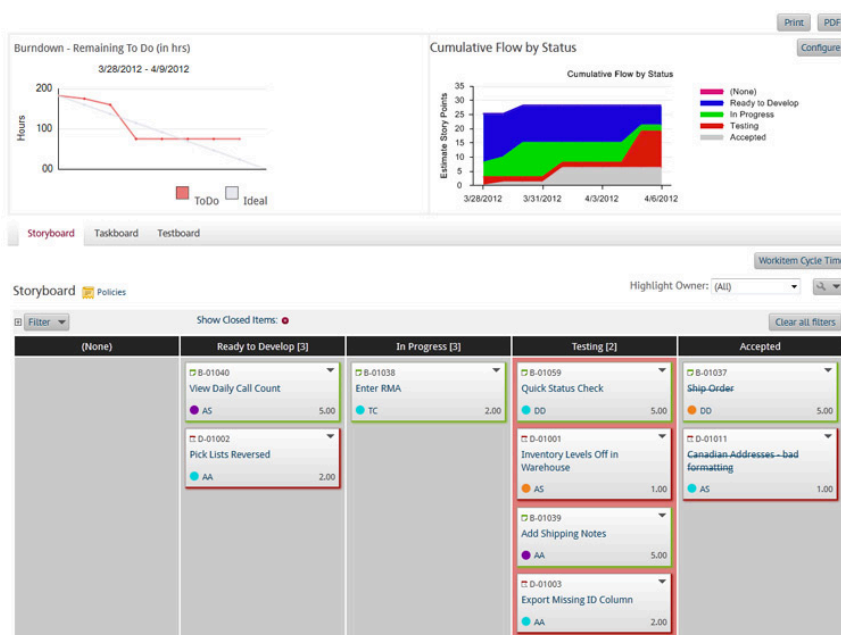 Print PDF
Burndown - Remaining To Do (in hrs)
3/28/2012 - 4/9/2012
200
100
00
Hours
ToDo Ideal
Cumulative Flow by Status
Configure
Cumulative Flow by Status
Estimate Story Points
35
30
25
20
15
10
5
0
3/28/2012 3/31/2012 4/3/2012 4/6/2012
(None)
Ready to Develop
In Progress
Testing
Accepted
Storyboard Taskboard Testboard
Workitem Cycle Time
Storyboard Policies
Highlight Owner: (All)
Filter Show Closed Items: Clear all filters
(None) Ready to Develop [3] In Progress [3] Testing [2] Accepted
B-01040
View Daily Call Count
AS 5.00
D-01002
Pick Lists Reversed
AA 2.00
B-01038
Enter RMA
TC 2.00
B-01059
Quick Status Check
DD 5.00
D-01001
Inventory Levels Off in
Warehouse
AS 1.00
B-01039
Add Shipping Notes
AA 5.00
D-01003
Export Missing ID Column
AA 2.00
B-01037
Ship Order
DD 5.00
D-01011
Canadian Addresses - bad
formatting
AS 1.00